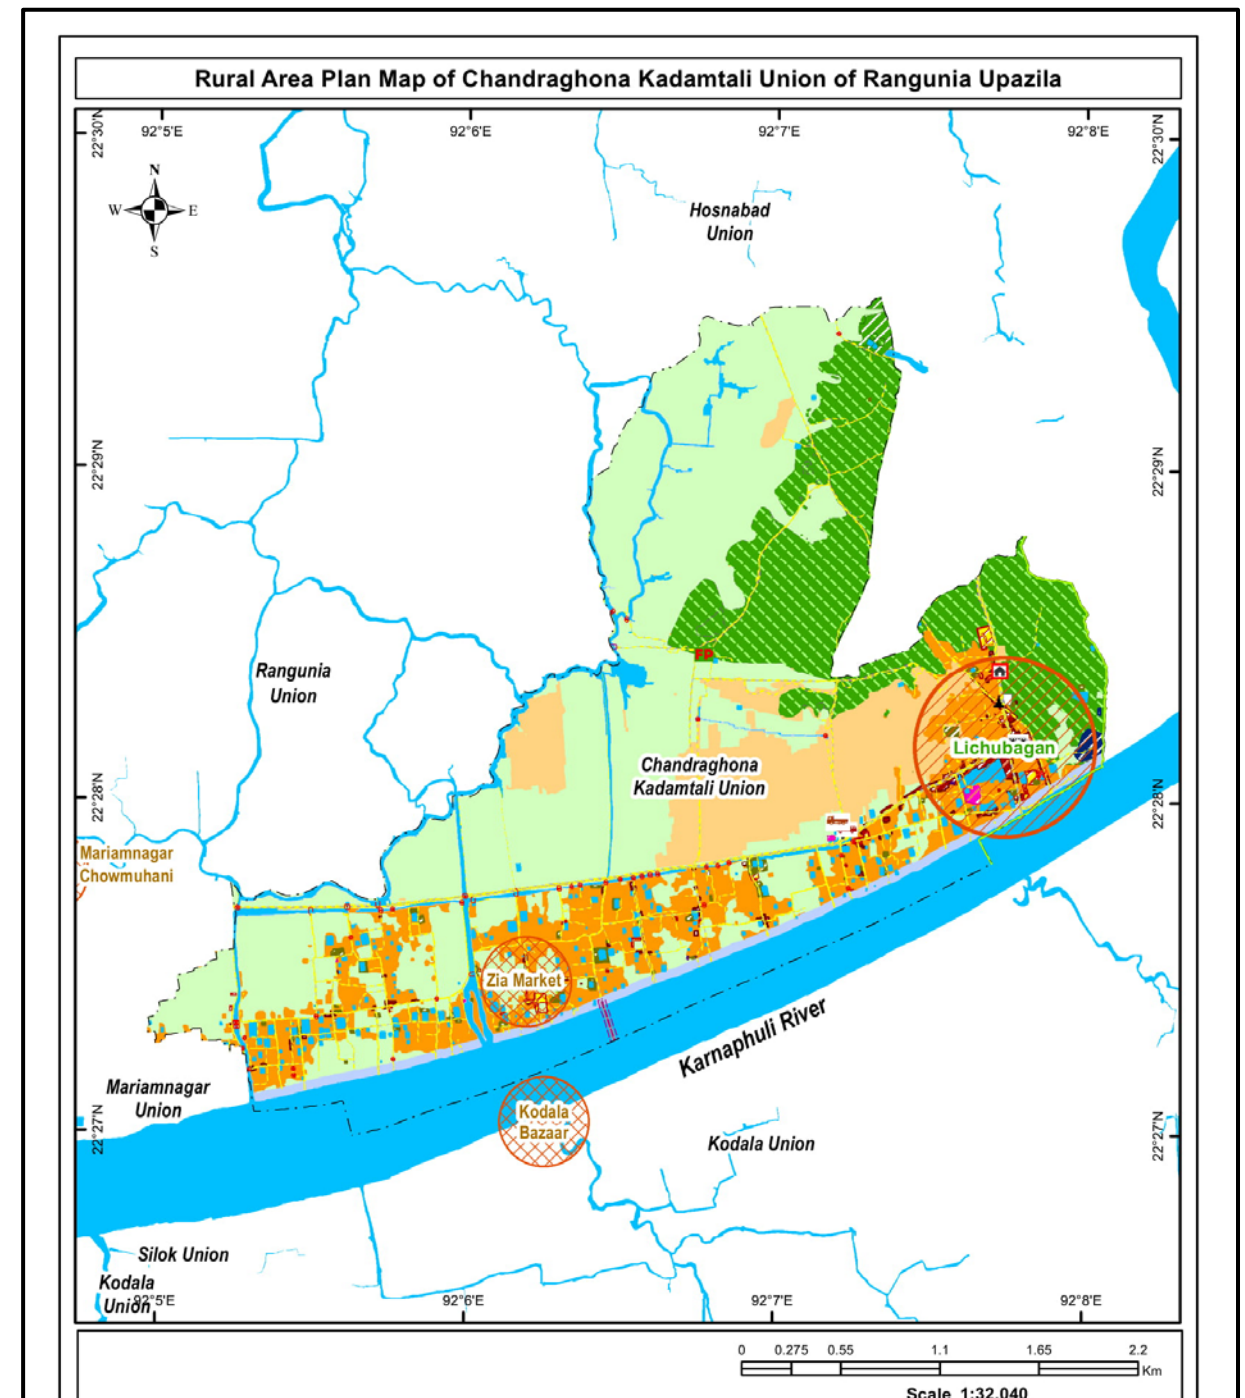 Rural Area Plan Map of Chandraghona Kadamtali Union of Rangunia Upazila
92°5'E
92°6'E
92°7'E
92°8'E
22°30'N
22°30'N
N
W
E
S
Hosnabad
Union
22°29'N
22°29'N
FP
Rangunia
Union
Lichubagan
Chandraghona
Kadamtali Union
22°28'N
22°28'N
Mariamnagar
Chowmuhani
Zia Market
Karnaphuli River
Mariamnagar
Union
Kodala
Bazaar
22°27'N
22°27'N
Kodala Union
Silok Union
Kodala
Union
92°5'E
92°6'E
92°7'E
92°8'E
0 0.275 0.55 1.1 1.65 2.2
Km
Scale 1:32,040